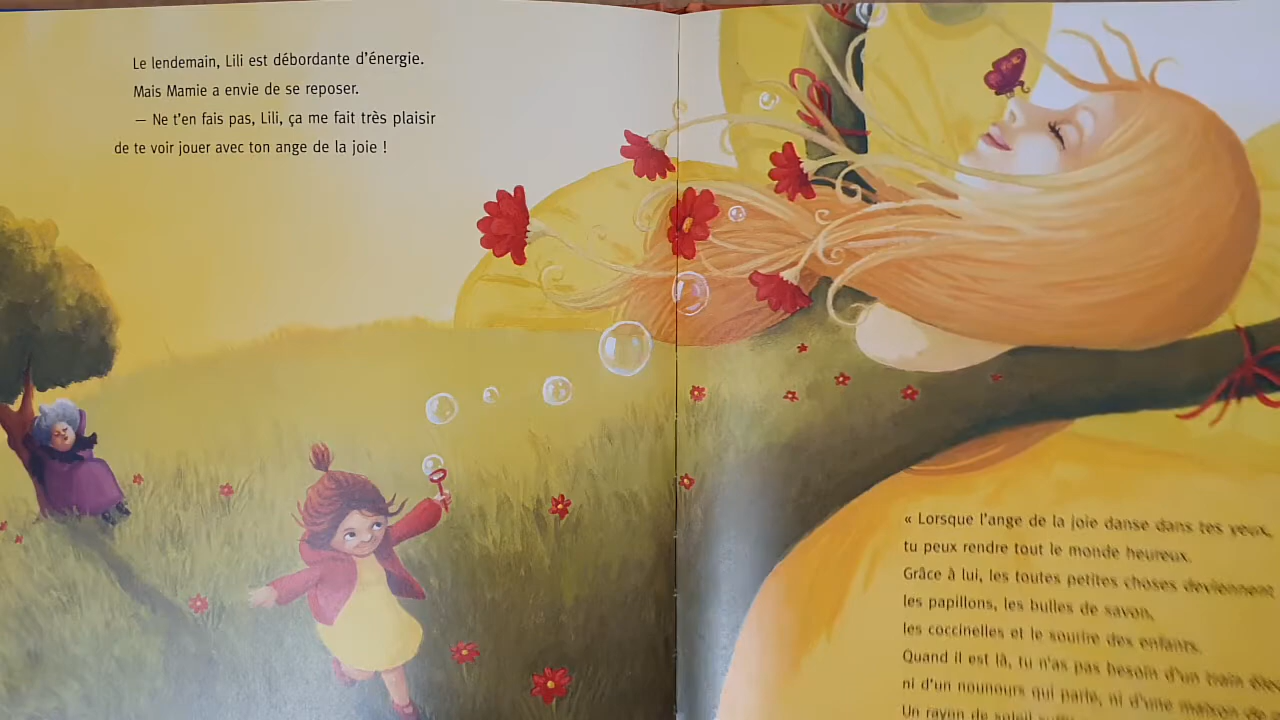 Le lendemain, Lili est débordante d'énergie.
Mais Mamie a envie de se reposer.
— Ne t'en fais pas, Lili, ça me fait très plaisir
de te voir jouer avec ton ange de la joie !
« Lorsque l'ange de la joie danse dans tes yeux,
tu peux rendre tout le monde heureux.
Grâce à lui, les toutes petites choses deviennent
les papillons, les bulles de savon,
les coccinelles et le sourire des enfants.
Quand il est là, tu n'as pas besoin d'un train
ni d'un nounours qui parle, ni d'une maison de
Un rayon de soleil